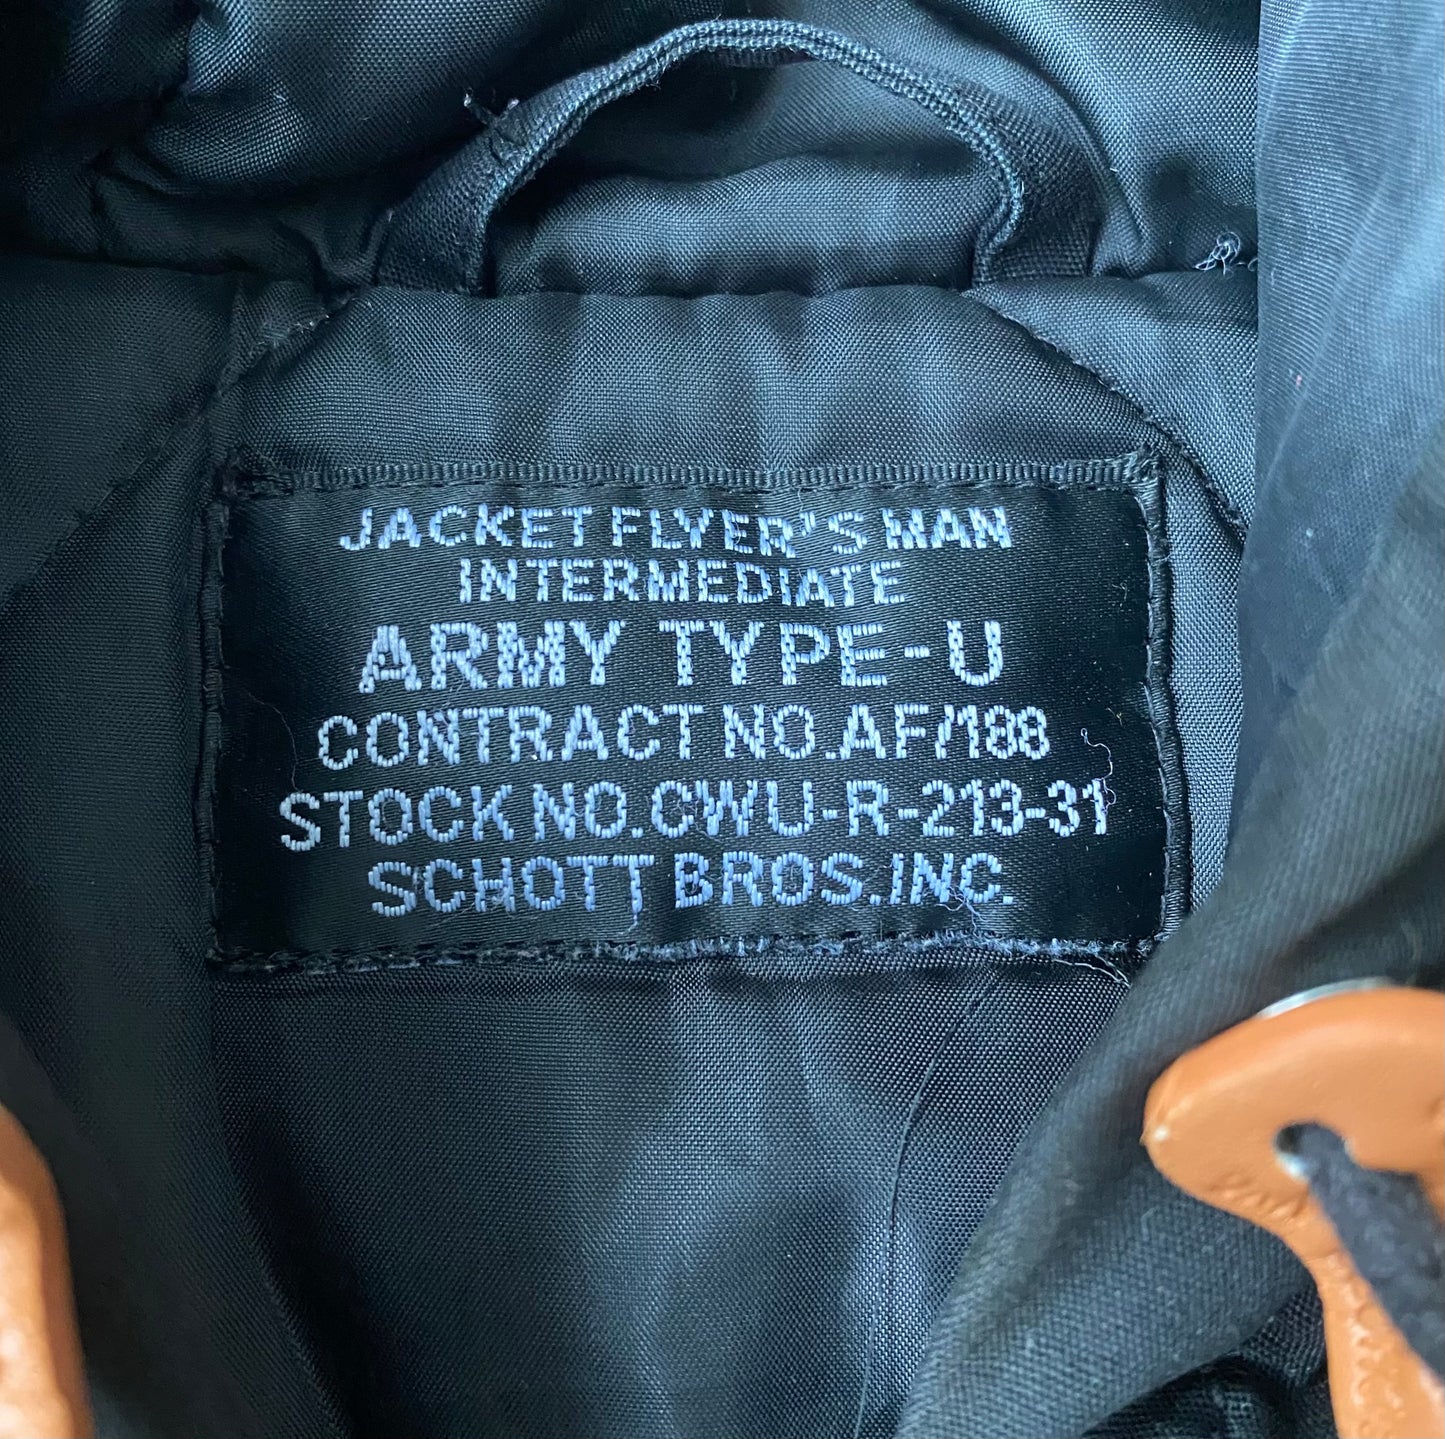 JACKET FLYER'S MAN
INTERMEDIATE
ARMY TYPE-U
CONTRACT NO.AF/188
STOCK NO.CWU-R-213-31
SCHOTT BROS.INC.